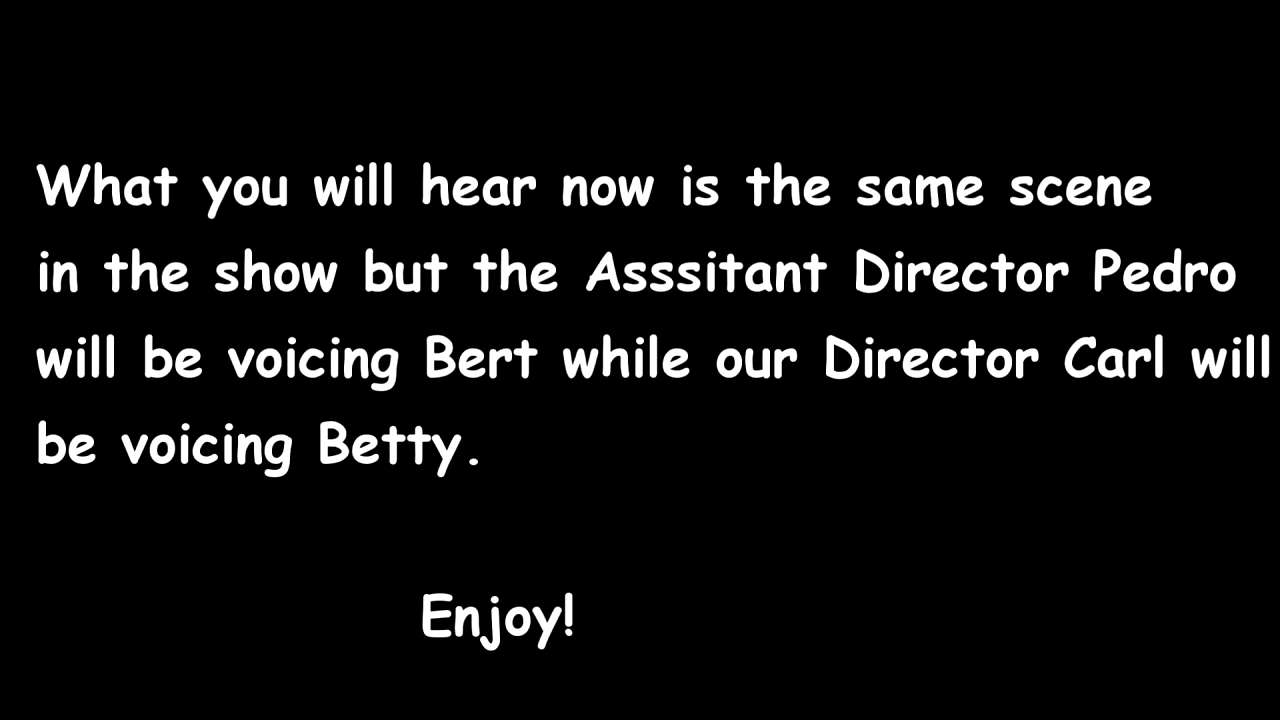 What you will hear now is the same scene
in the show but the Asssitant Director Pedro
will be voicing Bert while our Director Carl will
be voicing Betty.
Enjoy!